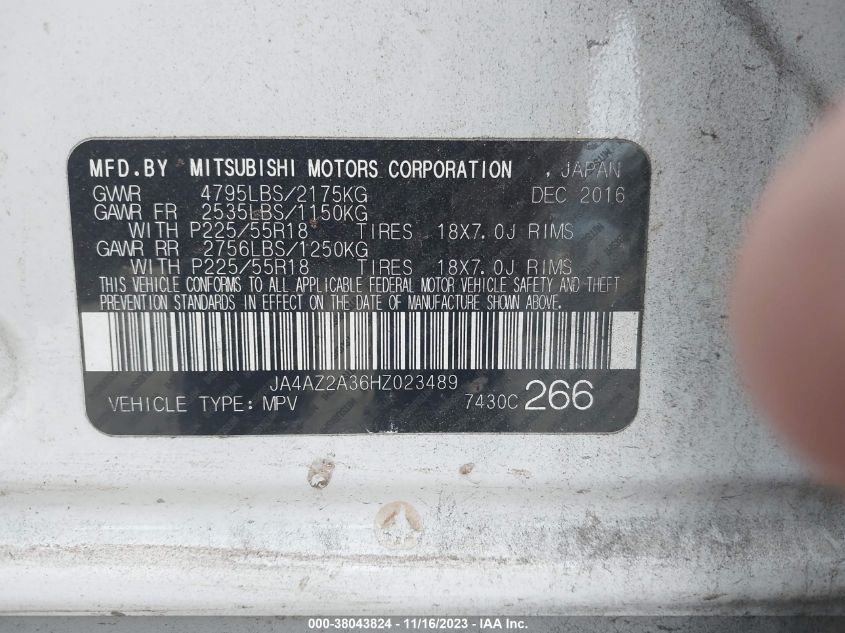 MFD.BY MITSUBISHI MOTORS CORPORATION , JAPAN
GVWR 4795LBS/2175KG DEC 2016
GAWR FR 2535LBS/1150KG
WITH P225/55R18 TIRES 18X7.0J RIMS
GAWR RR 2756LBS/1250KG
WITH P225/55R18 TIRES 18X7.0J RIMS
THIS VEHICLE CONFORMS TO ALL APPLICABLE FEDERAL MOTOR VEHICLE SAFETY AND THEFT
PREVENTION STANDARDS IN EFFECT ON THE DATE OF MANUFACTURE SHOWN ABOVE.
JA4AZ2A36HZ023489
VEHICLE TYPE: MPV 7430C 266
000-38043824 - 11/16/2023 - IAA Inc.